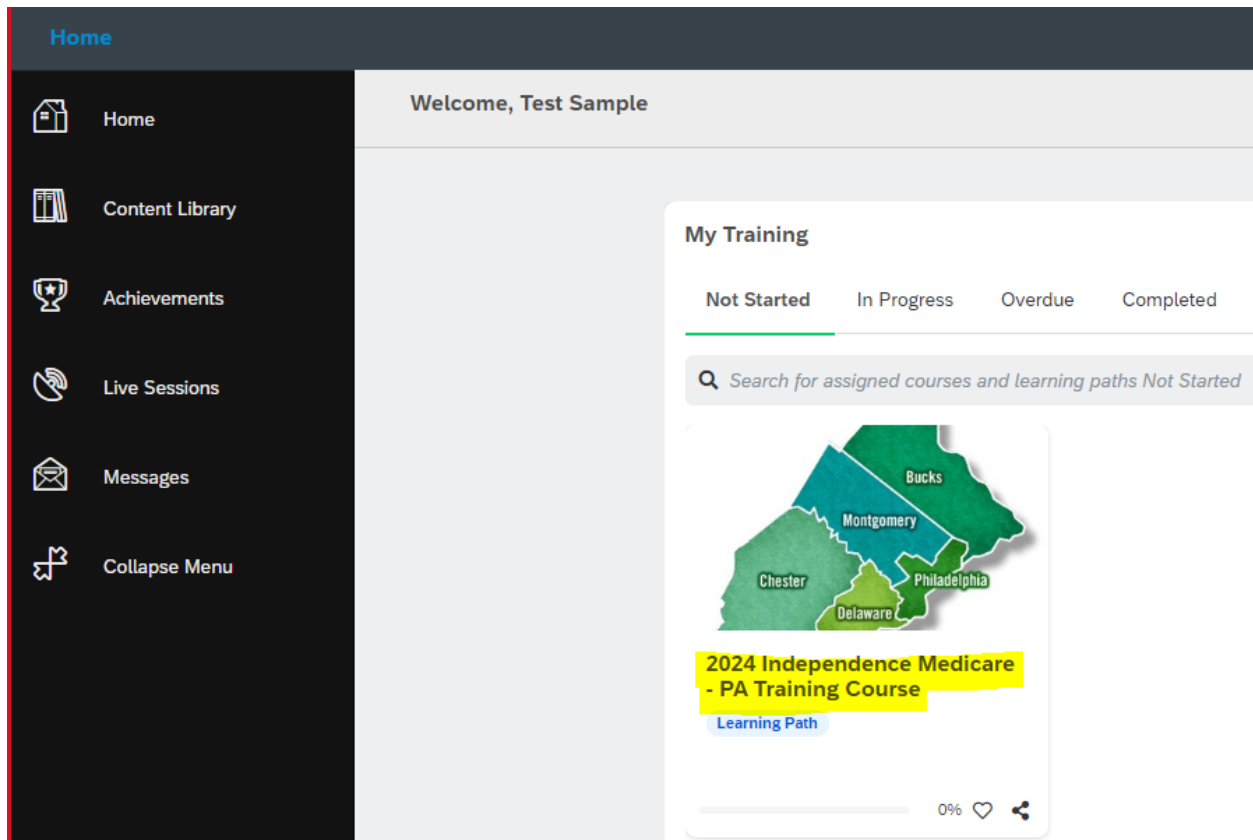 Home
Home
Content Library
Achievements
Live Sessions
Messages
Collapse Menu
Welcome, Test Sample
My Training
Not Started In Progress Overdue Completed
Search for assigned courses and learning paths Not Started
Bucks
Montgomery
Chester
Philadelphia
Delaware
2024 Independence Medicare
- PA Training Course
Learning Path
0%